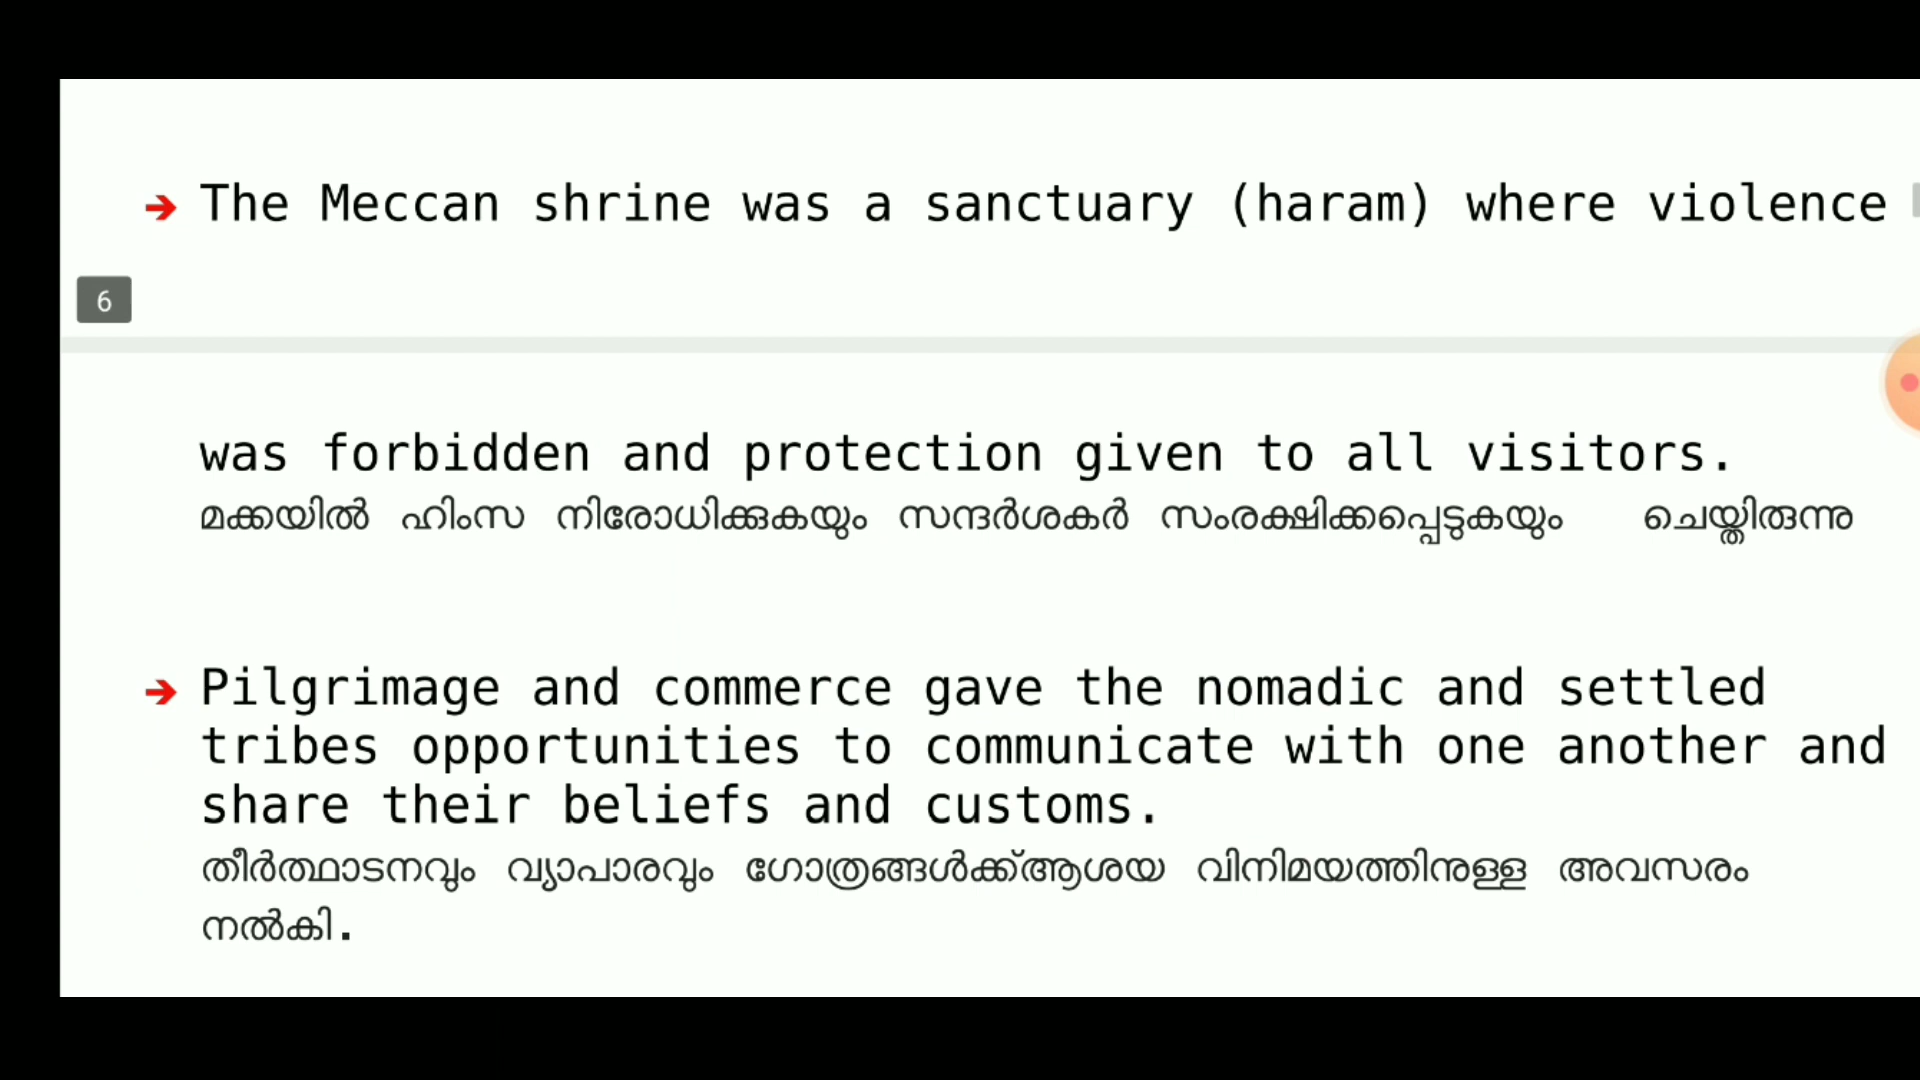 ➔ The Meccan shrine was a sanctuary (haram) where violence
6
was forbidden and protection given to all visitors.
മക്കയിൽ ഹിംസ നിരോധിക്കുകയും സന്ദർശകർ സംരക്ഷിക്കപ്പെടുകയും ചെയ്തിരുന്നു
➔ Pilgrimage and commerce gave the nomadic and settled
tribes opportunities to communicate with one another and
share their beliefs and customs.
തീർത്ഥാടനവും വ്യാപാരവും ഗോത്രങ്ങൾക്ക്ആശയ വിനിമയത്തിനുള്ള അവസരം
നൽകി.